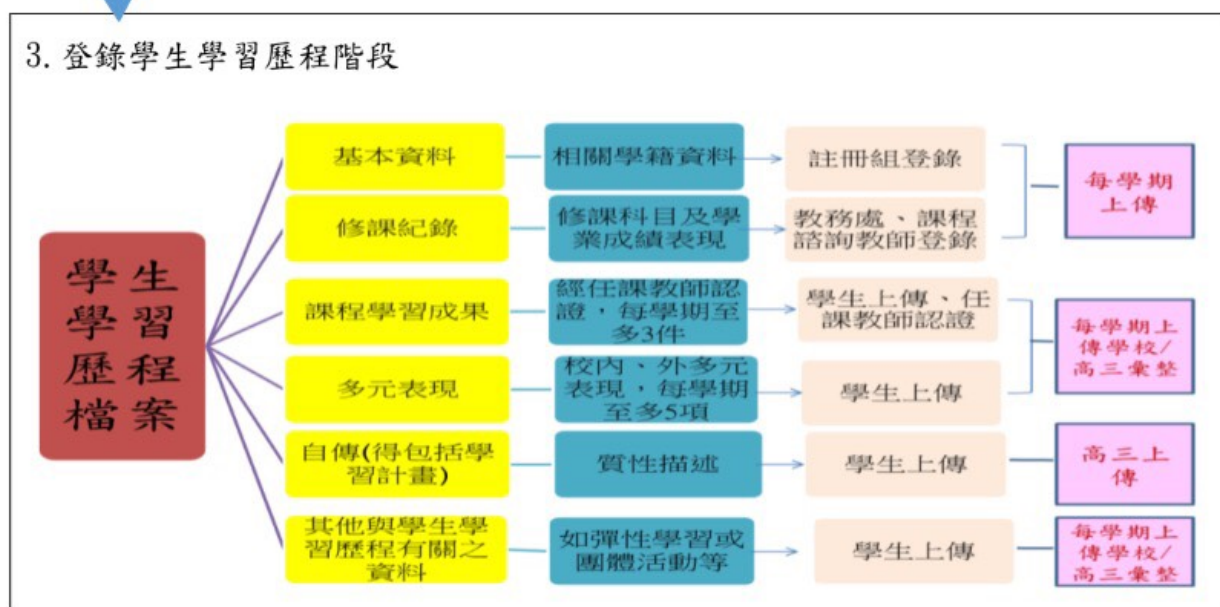 3. 登錄學生學習歷程階段
學生
學習
歷程
檔案
基本資料
相關學籍資料
註冊組登錄
修課紀錄
修課科目及學
業成績表現
教務處、課程
諮詢教師登錄
每學期
上傳
課程學習成果
經任課教師認
證，每學期至
多3件
學生上傳、任
課教師認證
多元表現
校內、外多元
表現，每學期
至多5項
學生上傳
每學期上
傳學校/
高三彙整
自傳(得包括學
習計畫)
質性描述
學生上傳
高三上
傳
其他與學生學
習歷程有關之
資料
如彈性學習或
團體活動等
學生上傳
每學期上
傳學校/
高三彙整